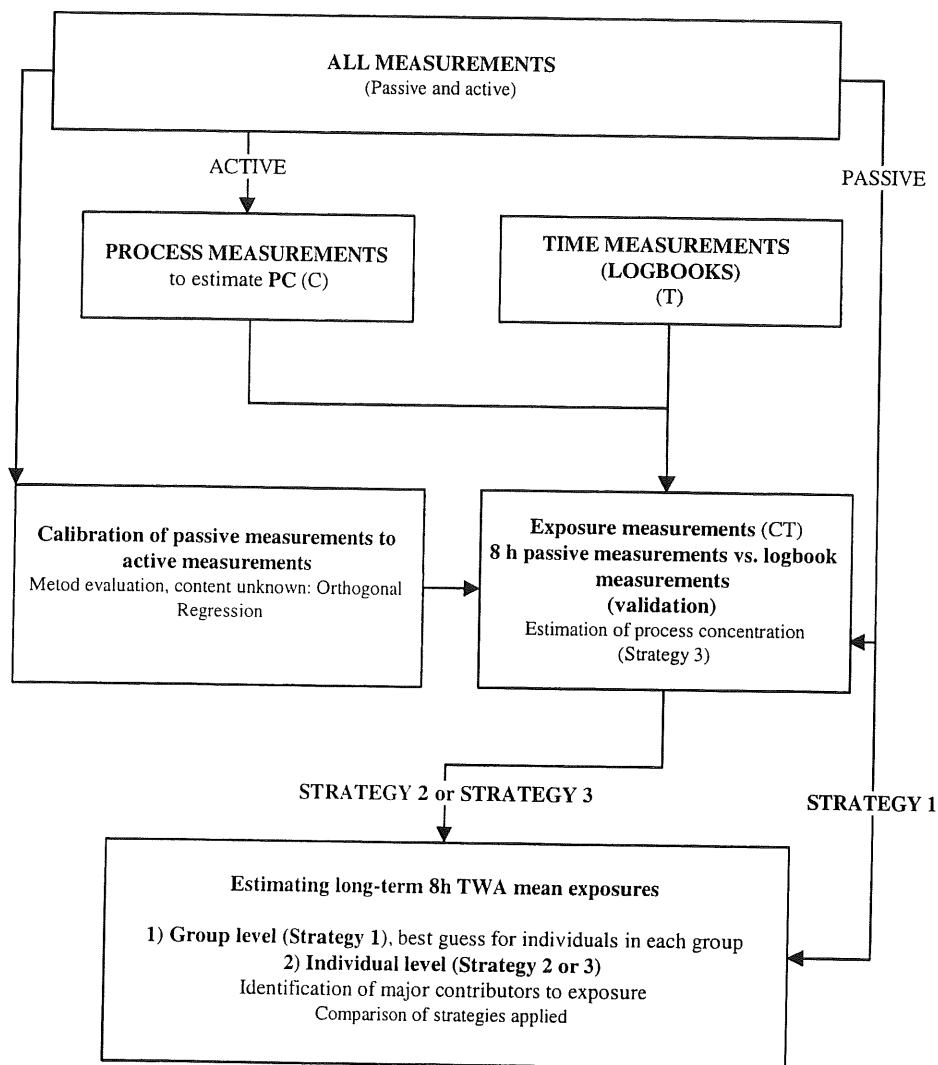 ALL MEASUREMENTS
(Passive and active)
ACTIVE
PASSIVE
PROCESS MEASUREMENTS
to estimate PC (C)
TIME MEASUREMENTS
(LOGBOOKS)
(T)
Calibration of passive measurements to
active measurements
Metod evaluation, content unknown: Orthogonal
Regression
Exposure measurements (CT)
8 h passive measurements vs. logbook
measurements
(validation)
Estimation of process concentration
(Strategy 3)
STRATEGY 2 or STRATEGY 3
STRATEGY 1
Estimating long-term 8h TWA mean exposures
1) Group level (Strategy 1), best guess for individuals in each group
2) Individual level (Strategy 2 or 3)
Identification of major contributors to exposure
Comparison of strategies applied